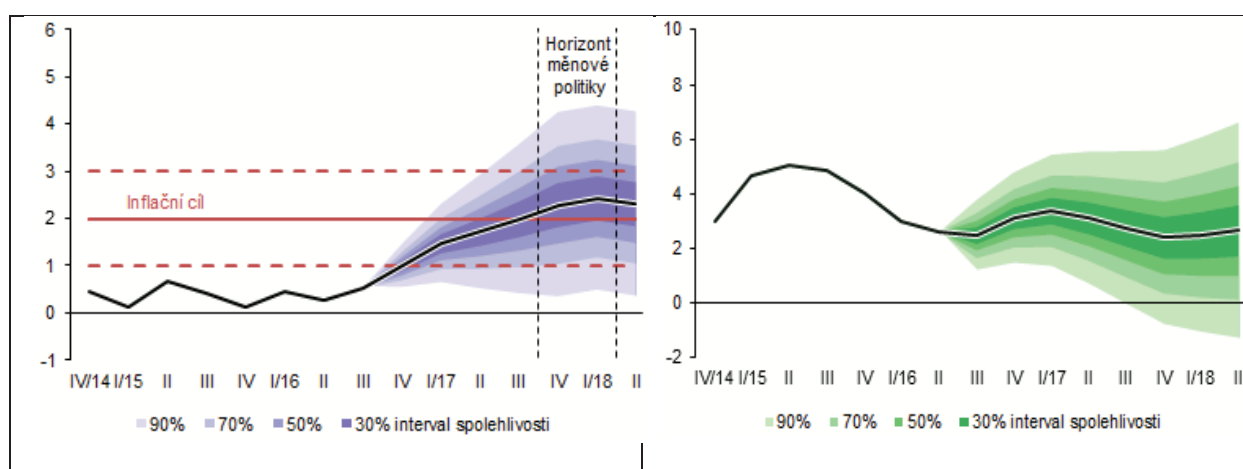 6
5
4
3
2
1
0
-1
Horizont
měnové
politiky
Inflační cíl
IV/14 I/15 II III IV I/16 II III IV I/17 II III IV I/18 II
90% 70% 50% 30% interval spolehlivosti
10
8
6
4
2
0
-2
IV/14 I/15 II III IV I/16 II III IV I/17 II III IV I/18 II
90% 70% 50% 30% interval spolehlivosti